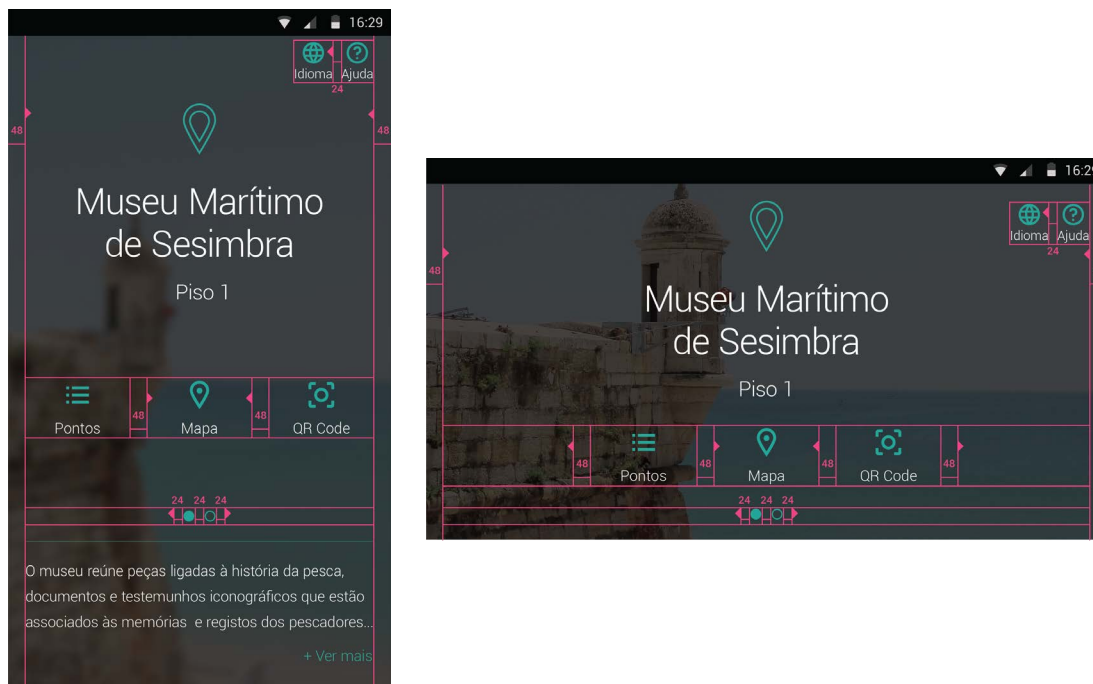 16:29
Idioma Ajuda
24
48 48
Museu Marítimo
de Sesimbra
Piso 1
48 48
Pontos Mapa QR Code
24 24 24
O museu reúne peças ligadas à história da pesca,
documentos e testemunhos iconográficos que estão
associados às memórias e registos dos pescadores...
+ Ver mais
16:29
Idioma Ajuda
24
48
Museu Marítimo
de Sesimbra
Piso 1
48 48 48 48
Pontos Mapa QR Code
24 24 24